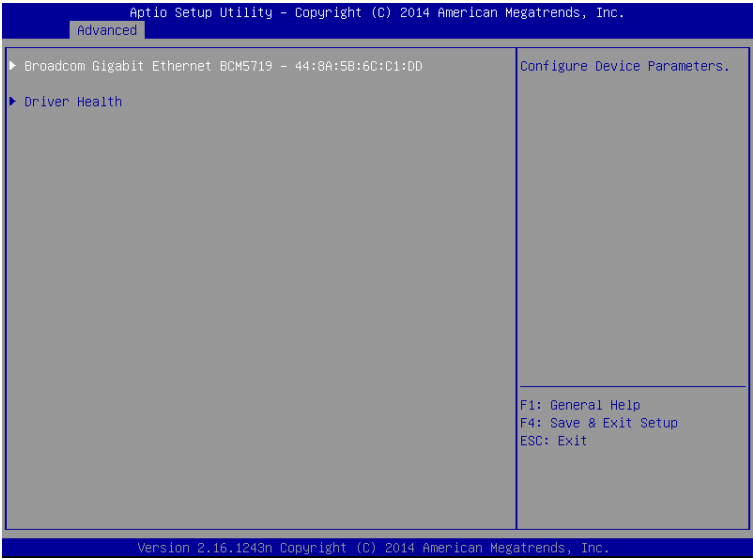 Aptio Setup Utility – Copyright (C) 2014 American Megatrends, Inc.
Advanced
Broadcom Gigabit Ethernet BCM5719 – 44:8A:5B:6C:C1:DD
Configure Device Parameters.
Driver Health
F1: General Help
F4: Save & Exit Setup
ESC: Exit
Version 2.16.1243n Copyright (C) 2014 American Megatrends, Inc.